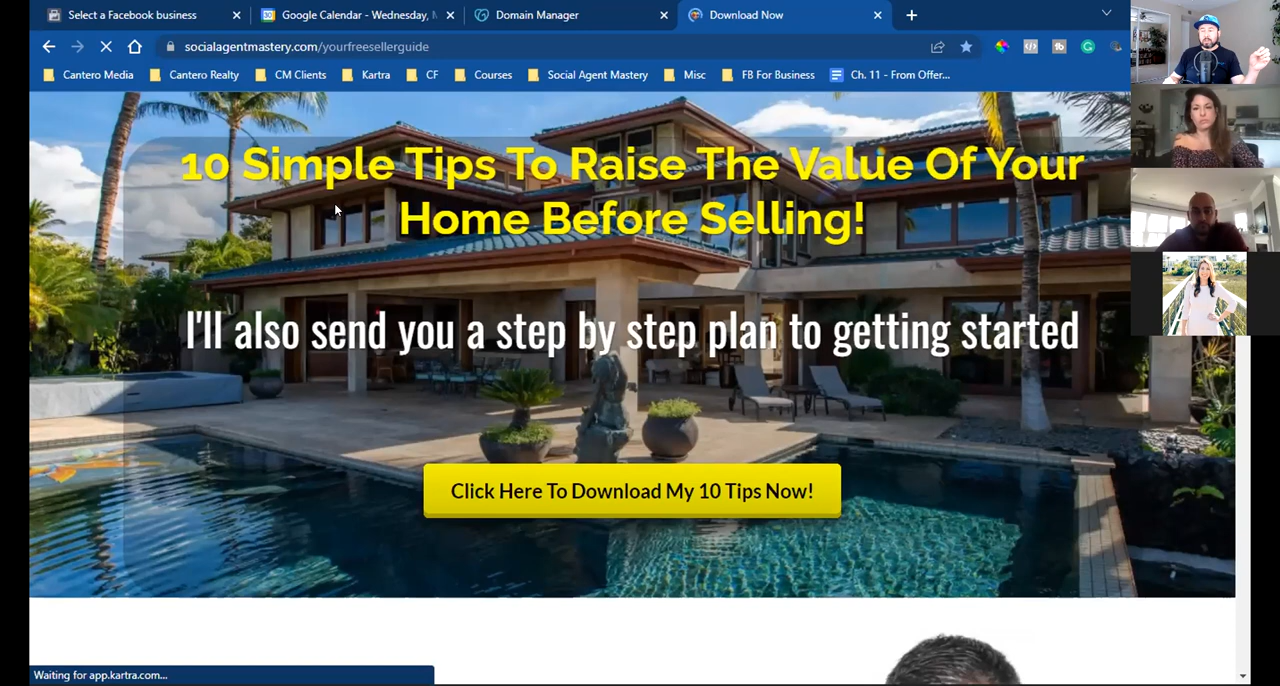 Select a Facebook business
Google Calendar - Wednesday,
Domain Manager
Download Now
socialagentmastery.com/yourfreesellerguide
Cantero Media
Cantero Realty
CM Clients
Kartra
CF
Courses
Social Agent Mastery
Misc
FB For Business
Ch. 11 - From Offer...
10 Simple Tips To Raise The Value Of Your
Home Before Selling!
I'll also send you a step by step plan to getting started
Click Here To Download My 10 Tips Now!
Waiting for app.kartra.com...